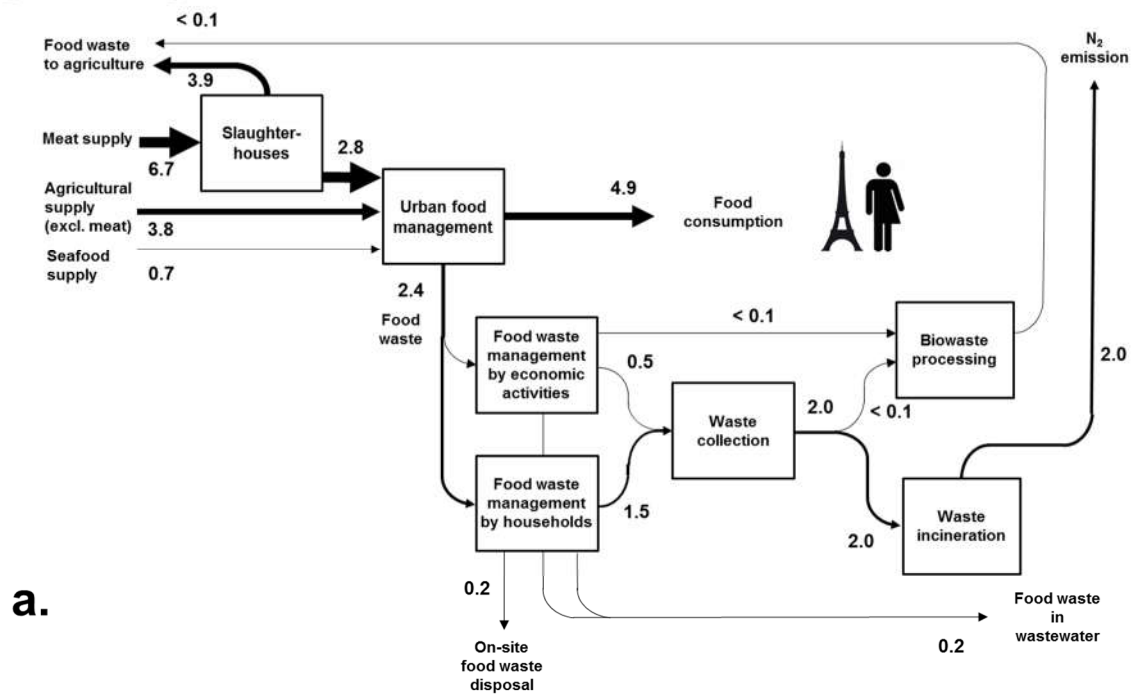 < 0.1
Food waste
to agriculture
3.9
N₂
emission
Meat supply
6.7
Slaughter-
houses
2.8
Agricultural
supply
(excl. meat)
3.8
Seafood
supply
0.7
Urban food
management
4.9
Food
consumption
2.4
Food
waste
Food waste
management
by economic
activities
< 0.1
0.5
Biowaste
processing
2.0
Waste
collection
2.0
< 0.1
Food waste
management
by households
1.5
2.0
Waste
incineration
a.
0.2
On-site
food waste
disposal
0.2
Food waste
in
wastewater